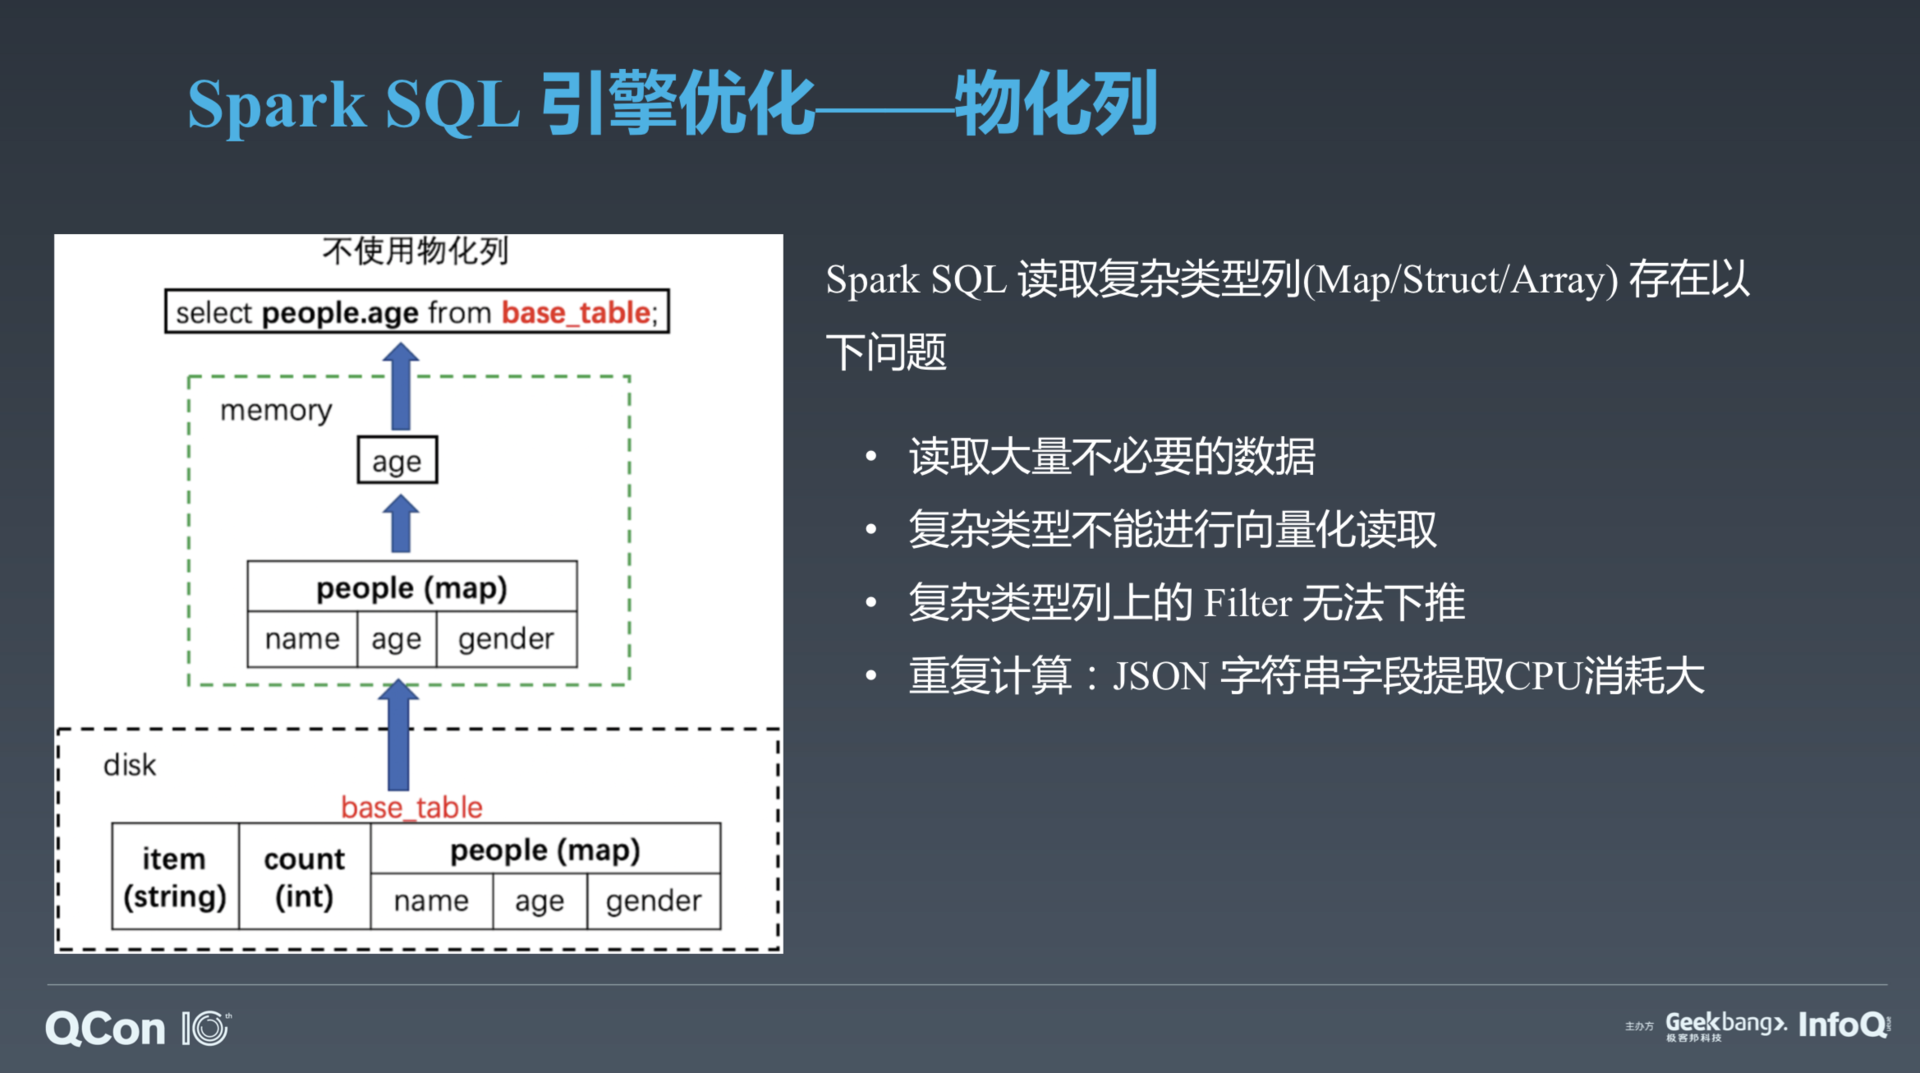 Spark SQL 引擎优化——物化列
不使用物化列
select people.age from base_table;
memory
age
people (map)
name age gender
disk
base_table
item (string) count (int) people (map)
name age gender
Spark SQL 读取复杂类型列(Map/Struct/Array) 存在以
下问题
• 读取大量不必要的数据
• 复杂类型不能进行向量化读取
• 复杂类型列上的 Filter 无法下推
• 重复计算：JSON 字符串字段提取CPU消耗大
QCon 10th
主办方 Geekbang>. 极客邦科技 InfoQ